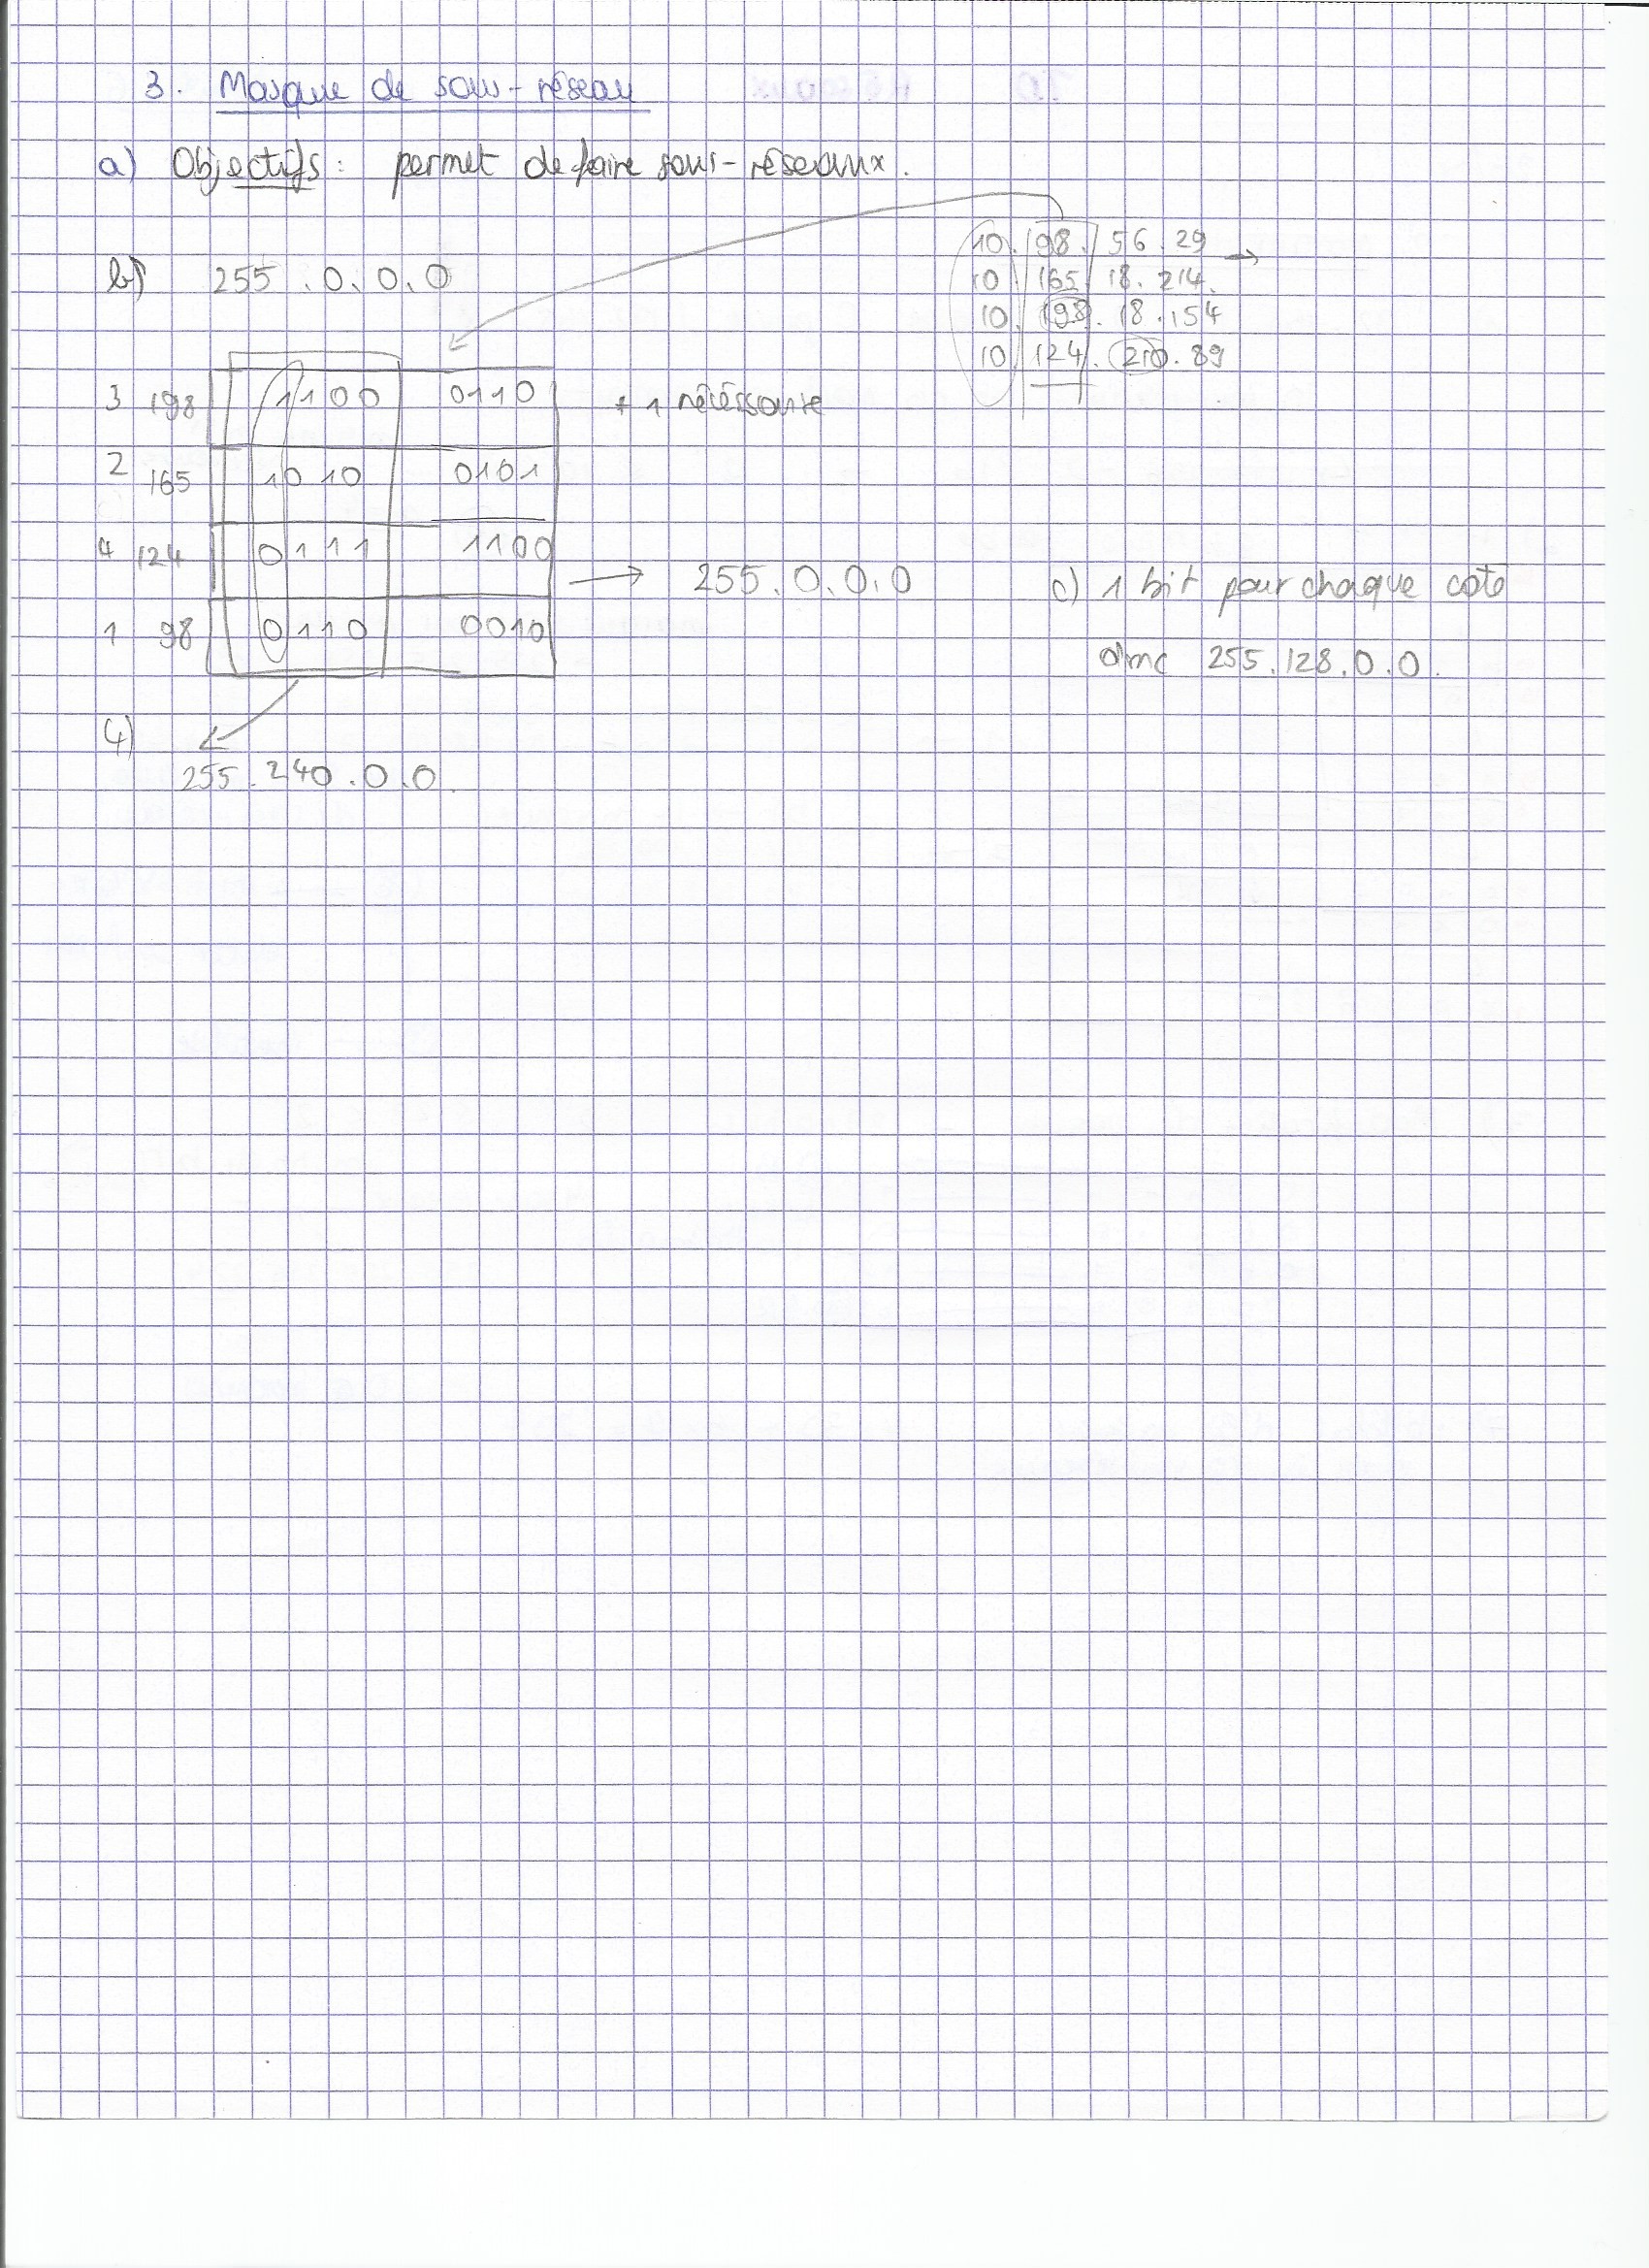 3. Masque de sous-réseau
a) Objectifs : permet de faire sous-réseaux.
10. 98. 56. 29 →
10. 165. 18. 214.
10. 198. 18. 154
10. 124. 210. 89
b) 255.0.0.0
3 198 1100 0110 + 1 nécéssaire
2 165 1010 0101
4 124 0111 1100
→ 255.0.0.0
c) 1 bit pour chaque coté
1 98 0110 0010
donc 255.128.0.0.
4)
255.240.0.0.